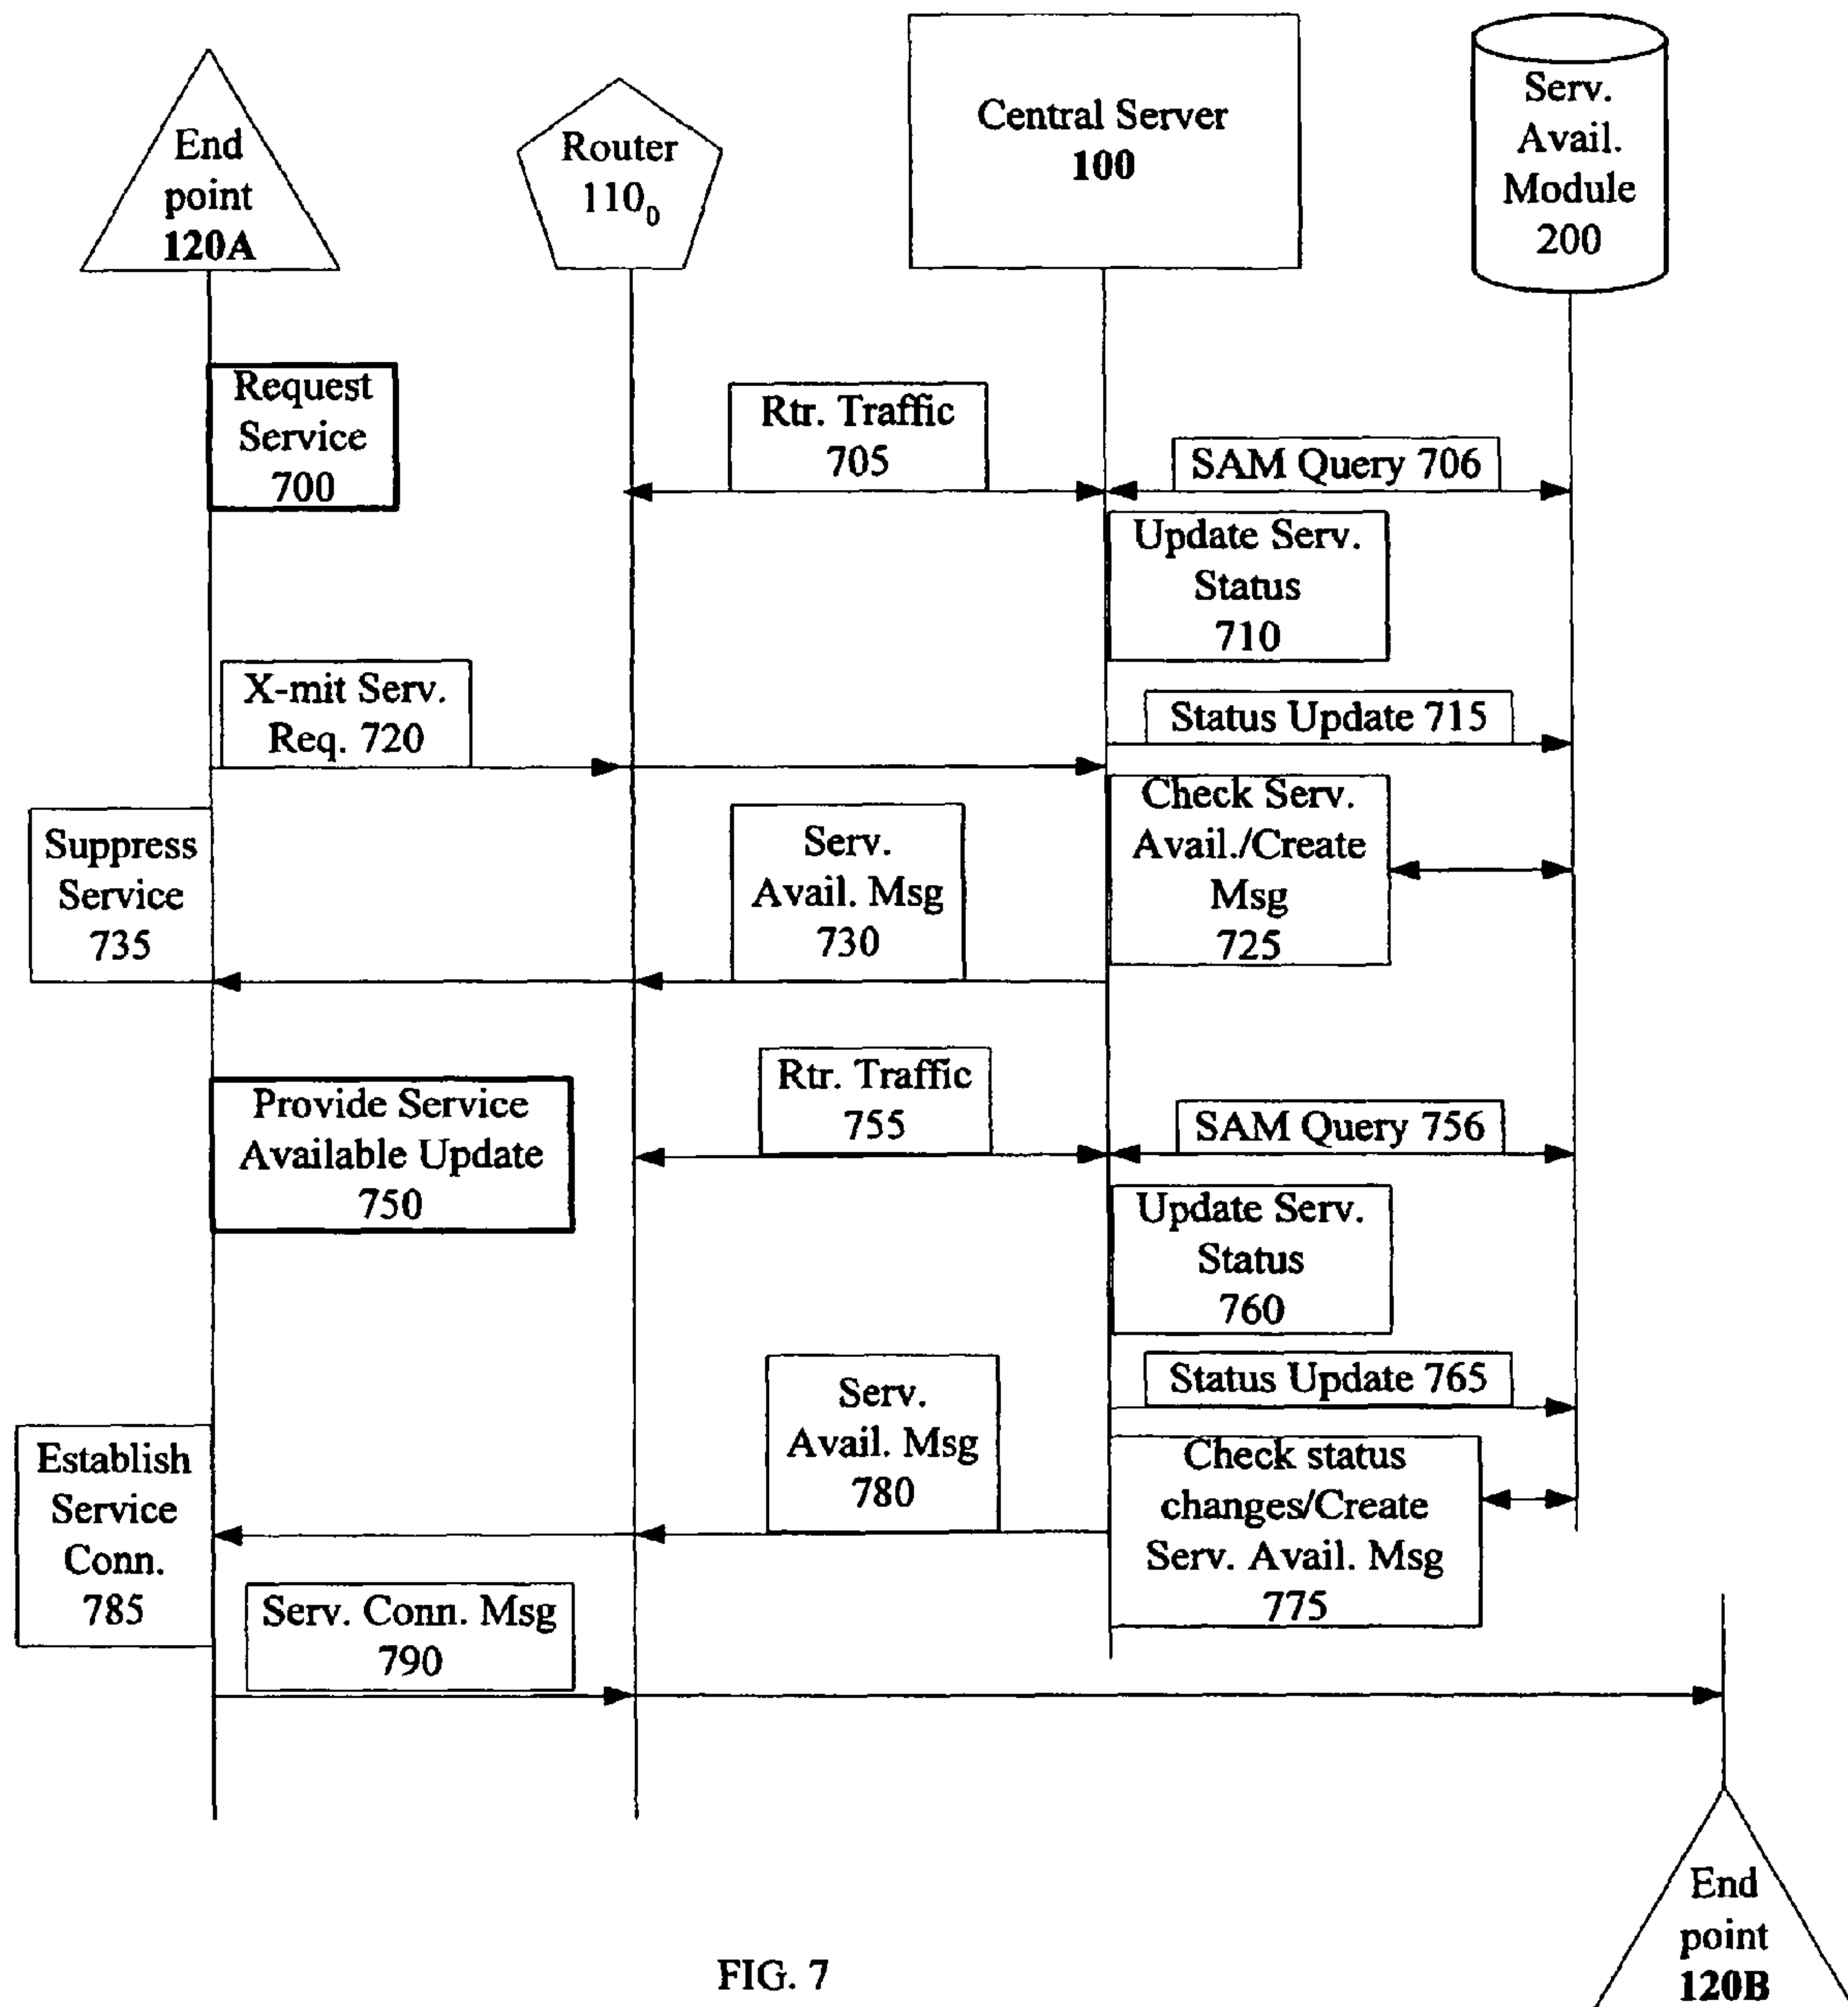 End
point
120A
Router
110₀
Central Server
100
Serv.
Avail.
Module
200
Request
Service
700
Rtr. Traffic
705
SAM Query 706
Update Serv.
Status
710
X-mit Serv.
Req. 720
Status Update 715
Suppress
Service
735
Serv.
Avail. Msg
730
Check Serv.
Avail./Create
Msg
725
Provide Service
Available Update
750
Rtr. Traffic
755
SAM Query 756
Update Serv.
Status
760
Status Update 765
Establish
Service
Conn.
785
Serv.
Avail. Msg
780
Check status
changes/Create
Serv. Avail. Msg
775
Serv. Conn. Msg
790
End
point
120B
FIG. 7